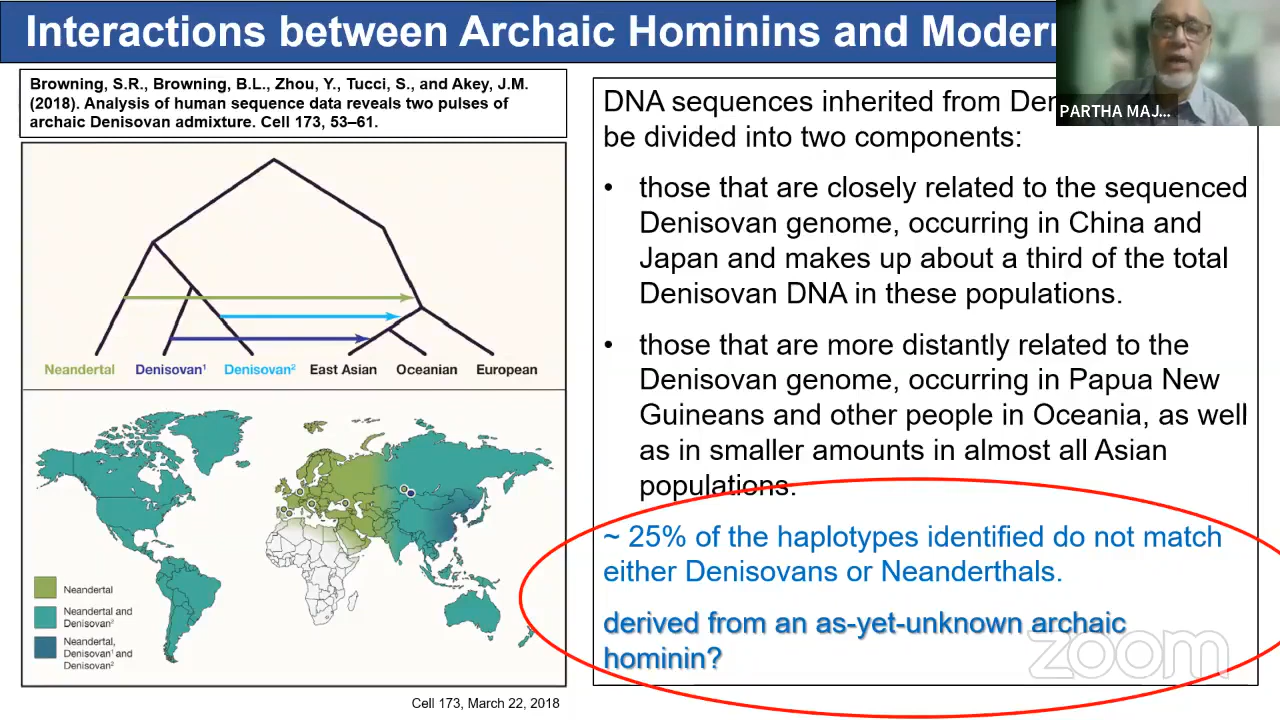 Interactions between Archaic Hominins and Modern
PARTHA MAJ...
Browning, S.R., Browning, B.L., Zhou, Y., Tucci, S., and Akey, J.M.
(2018). Analysis of human sequence data reveals two pulses of
archaic Denisovan admixture. Cell 173, 53–61.
Neandertal Denisovan¹ Denisovan² East Asian Oceanian European
Neandertal
Neandertal and
Denisovan²
Neandertal,
Denisovan¹ and
Denisovan²
Cell 173, March 22, 2018
DNA sequences inherited from
be divided into two components:
• those that are closely related to the sequenced
Denisovan genome, occurring in China and
Japan and makes up about a third of the total
Denisovan DNA in these populations.
• those that are more distantly related to the
Denisovan genome, occurring in Papua New
Guineans and other people in Oceania, as well
as in smaller amounts in almost all Asian
populations.
~ 25% of the haplotypes identified do not match
either Denisovans or Neanderthals.
derived from an as-yet-unknown archaic
hominin?
zoom